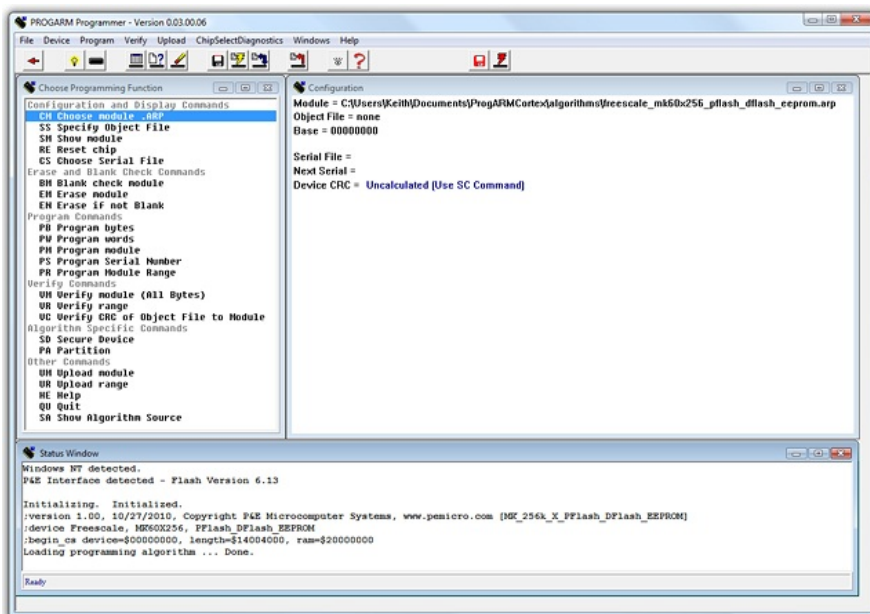 PROGARM Programmer - Version 0.03.00.06
File Device Program Verify Upload ChipSelectDiagnostics Windows Help
Choose Programming Function
Configuration and Display Commands
CM Choose module .ARP
SS Specify Object File
SM Show module
RE Reset chip
CS Choose Serial File
Erase and Blank Check Commands
BM Blank check module
EM Erase module
EN Erase if not Blank
Program Commands
PB Program bytes
PW Program words
PM Program module
PS Program Serial Number
PR Program Module Range
Verify Commands
VM Verify module (All Bytes)
VR Verify range
VC Verify CRC of Object File to Module
Algorithm Specific Commands
SD Secure Device
PA Partition
Other Commands
UM Upload module
UR Upload range
HE Help
QU Quit
SA Show Algorithm Source
Configuration
Module = C:\Users\Keith\Documents\ProgARMCortex\algorithms\freescale_mk60x256_pflash_dflash_eeprom.arp
Object File = none
Base = 00000000
Serial File =
Next Serial =
Device CRC = Uncalculated (Use SC Command)
Status Window
Windows NT detected.
P&E Interface detected - Flash Version 6.13
Initializing. Initialized.
;version 1.00, 10/27/2010, Copyright P&E Microcomputer Systems, www.pemicro.com [MK_256k_X_PFlash_DFlash_EEPROM]
;device Freescale, MK60X256, PFlash_DFlash_EEPROM
;begin_cs device=$00000000, length=$14004000, ram=$20000000
Loading programming algorithm ... Done.
Ready